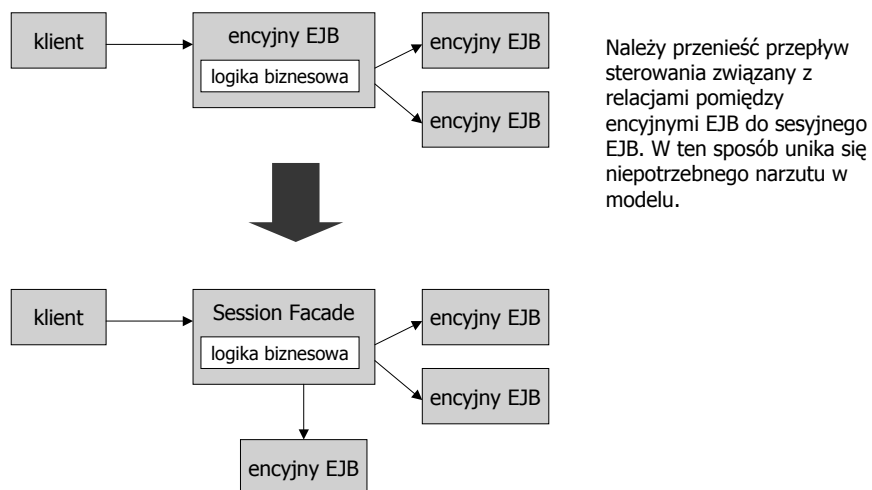 klient
encyjny EJB
logika biznesowa
encyjny EJB
encyjny EJB
Należy przenieść przepływ
sterowania związany z
relacjami pomiędzy
encyjnymi EJB do sesyjnego
EJB. W ten sposób unika się
niepotrzebnego narzutu w
modelu.
klient
Session Facade
logika biznesowa
encyjny EJB
encyjny EJB
encyjny EJB